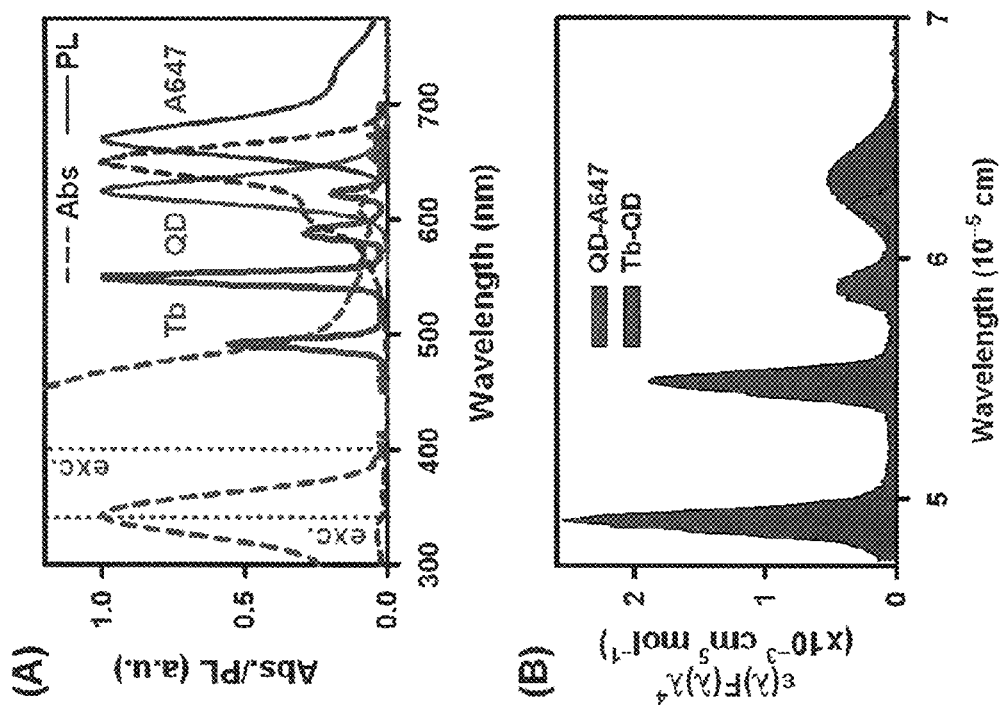 (A)
Abs./PL (a.u.)
1.0
0.5
0.0
Abs PL
Tb QD A647
exc.
exc.
300 400 500 600 700
Wavelength (nm)
(B)
ε(λ)F(λ)λ⁴
(x10⁻³ cm⁵ mol⁻¹)
2
1
0
QD-A647
Tb-QD
5 6 7
Wavelength (10⁻⁵ cm)